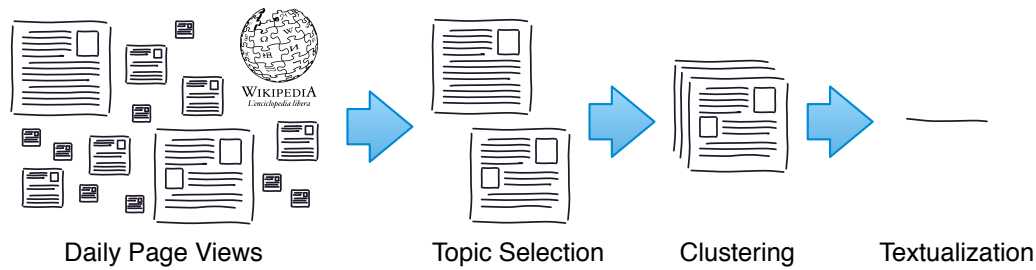 WIKIPEDIA
L'enciclopedia libera
Daily Page Views
Topic Selection
Clustering
Textualization